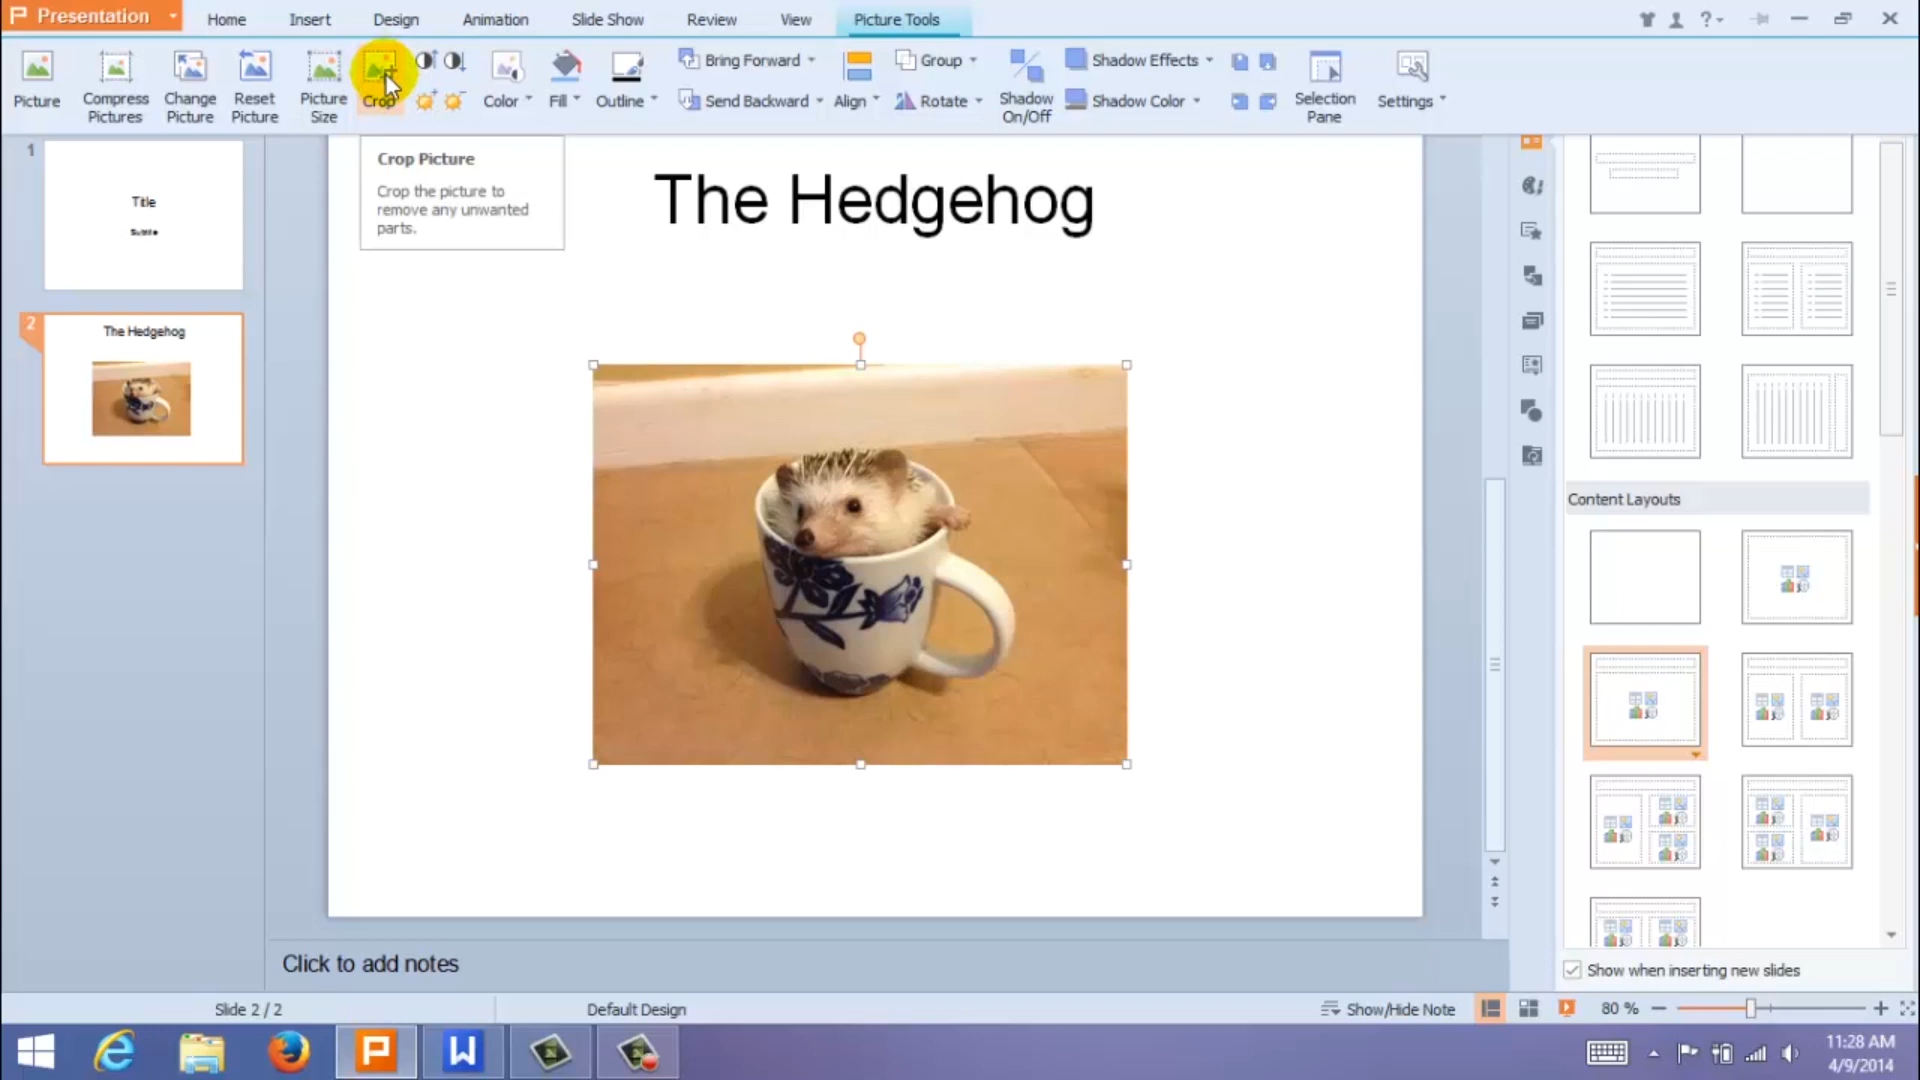 Presentation
Home Insert Design Animation Slide Show Review View Picture Tools ?
Picture
Compress Pictures
Change Picture
Reset Picture
Picture Size
Crop
Color
Fill
Outline
Bring Forward
Send Backward
Align
Group
Rotate
Shadow On/Off
Shadow Effects
Shadow Color
Selection Pane
Settings
Crop Picture
Crop the picture to
remove any unwanted
parts.
1
Title
Subtitle
2
The Hedgehog
The Hedgehog
Content Layouts
Show when inserting new slides
Click to add notes
Slide 2 / 2 Default Design Show/Hide Note 80 %
11:28 AM
4/9/2014